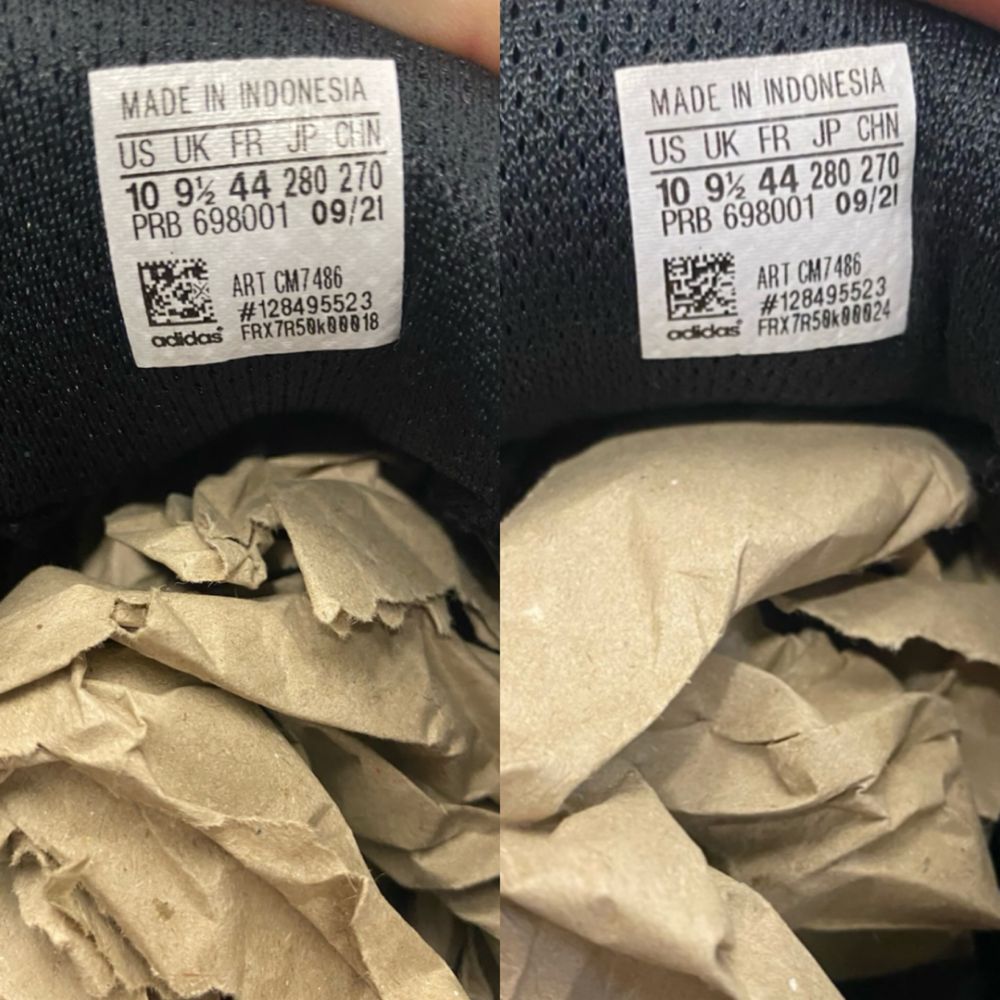 MADE IN INDONESIA
US UK FR JP CHN
10 9½ 44 280 270
PRB 698001 09/21
ART CM7486
#128495523
adidas FRX7R50k00018
MADE IN INDONESIA
US UK FR JP CHN
10 9½ 44 280 270
PRB 698001 09/21
ART CM7486
#128495523
adidas FRX7R50k00024